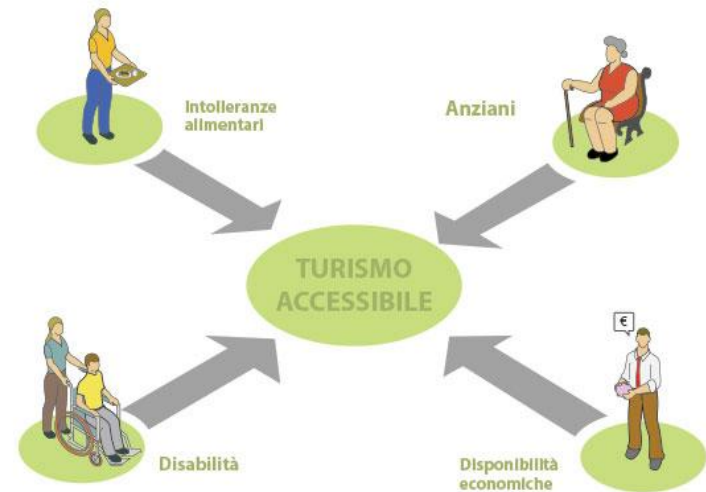 Intolleranze
alimentari
Anziani
TURISMO
ACCESSIBILE
€
Disabilità
Disponibilità
economiche